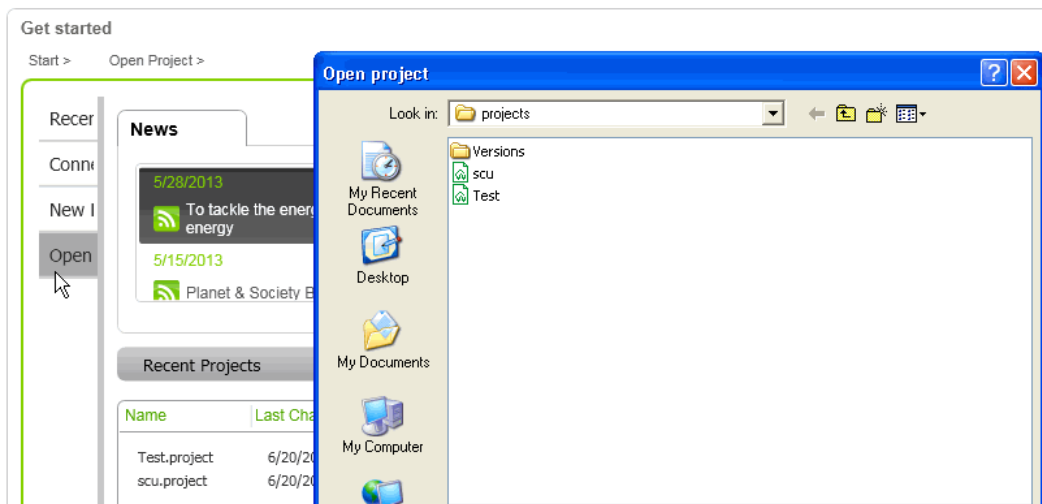 Get started
Start >
Open Project >
Open project
Look in:
projects
Recer
News
Versions
scu
Test
My Recent
Documents
Conne
5/28/2013
New
To tackle the energ
energy
Open
5/15/2013
Desktop
Planet & Society B
My Documents
Recent Projects
Name
Last Cha
My Computer
Test.project
6/20/20
scu.project
6/20/20